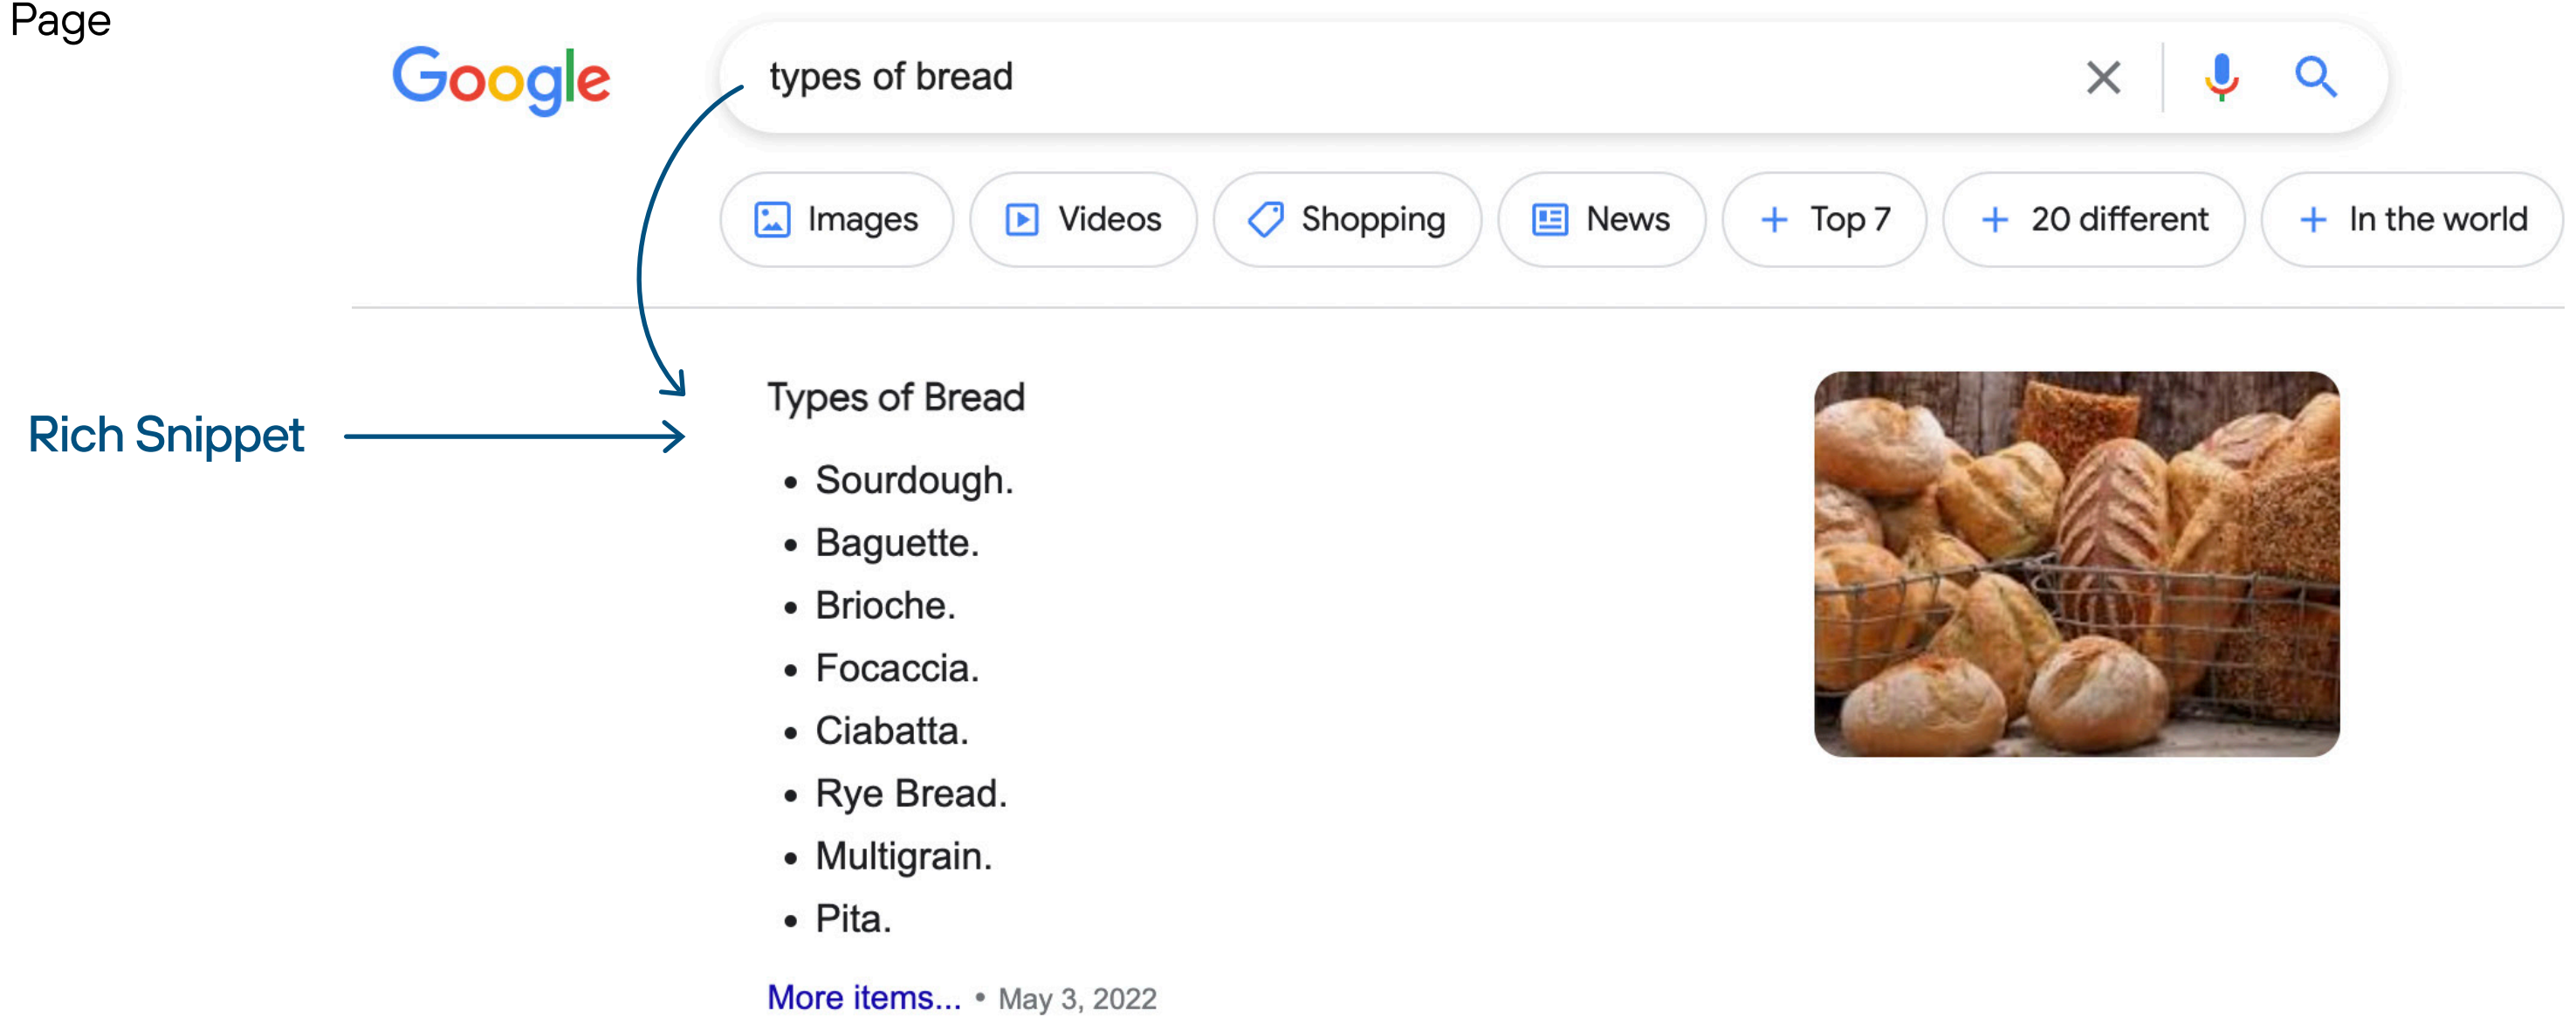 Page
Google
types of bread
Images Videos Shopping News + Top 7 + 20 different + In the world
Types of Bread
Rich Snippet
• Sourdough.
• Baguette.
• Brioche.
• Focaccia.
• Ciabatta.
• Rye Bread.
• Multigrain.
• Pita.
More items... • May 3, 2022